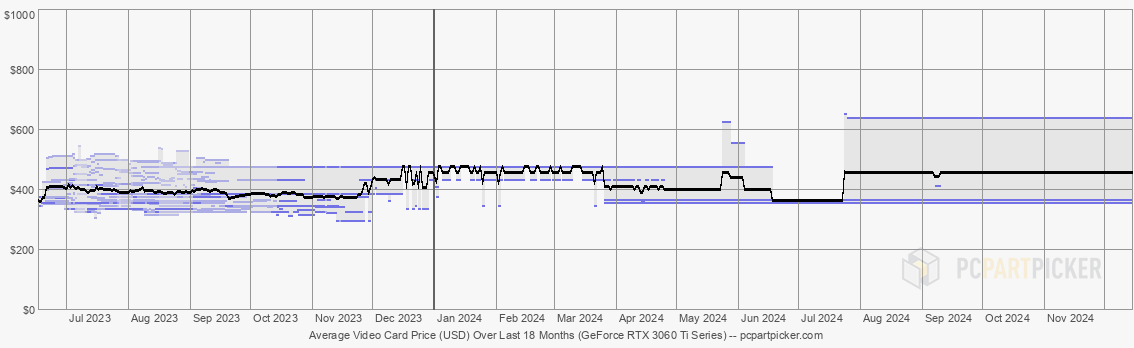 $1000
$800
$600
$400
$200
$0
PCPARTPICKER
Jul 2023 Aug 2023 Sep 2023 Oct 2023 Nov 2023 Dec 2023 Jan 2024 Feb 2024 Mar 2024 Apr 2024 May 2024 Jun 2024 Jul 2024 Aug 2024 Sep 2024 Oct 2024 Nov 2024
Average Video Card Price (USD) Over Last 18 Months (GeForce RTX 3060 Ti Series) -- pcpartpicker.com